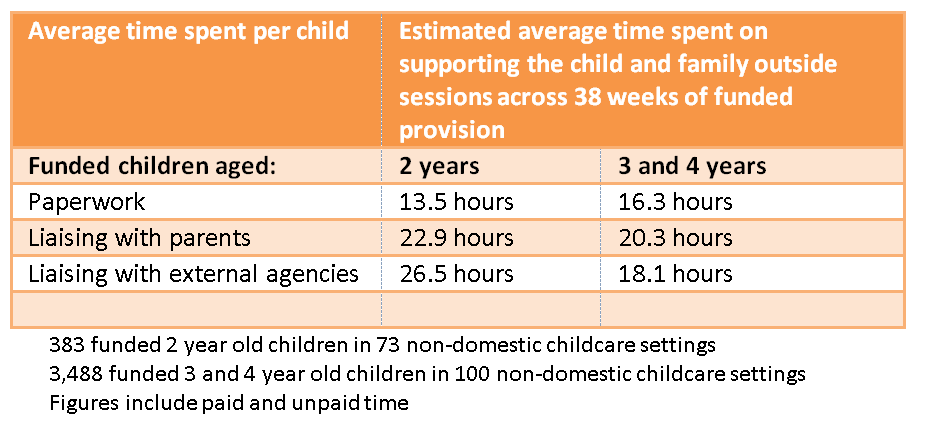 Average time spent per child
Estimated average time spent on
supporting the child and family outside
sessions across 38 weeks of funded
provision
Funded children aged: 2 years 3 and 4 years
Paperwork 13.5 hours 16.3 hours
Liaising with parents 22.9 hours 20.3 hours
Liaising with external agencies 26.5 hours 18.1 hours
383 funded 2 year old children in 73 non-domestic childcare settings
3,488 funded 3 and 4 year old children in 100 non-domestic childcare settings
Figures include paid and unpaid time